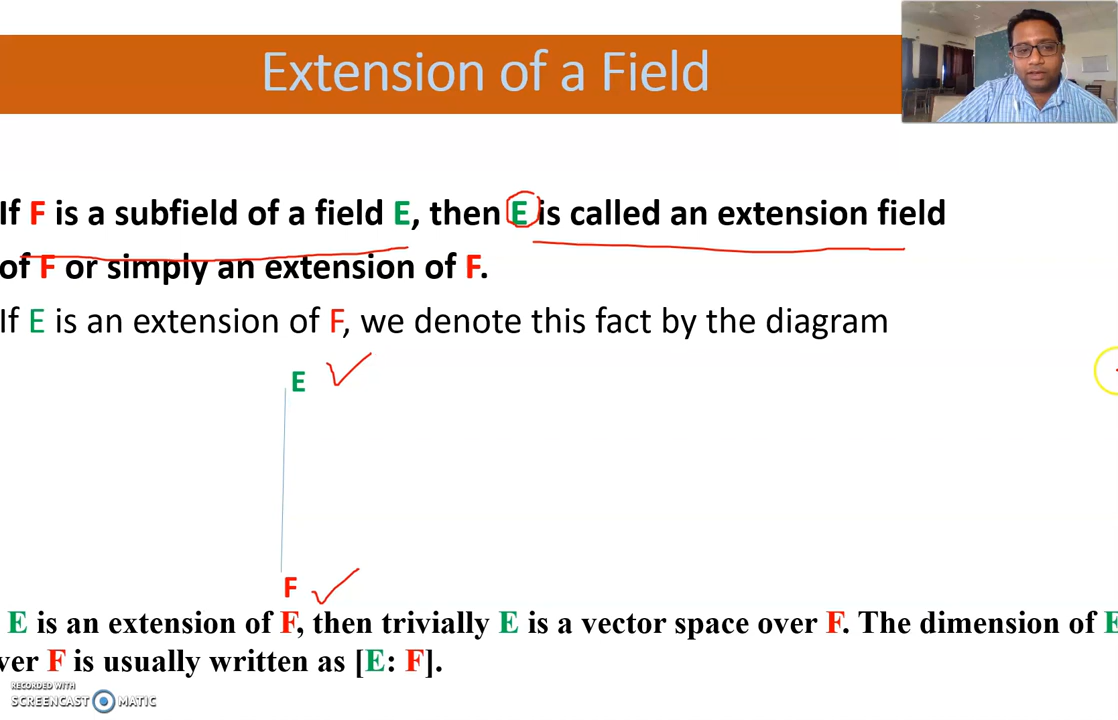 Extension of a Field
If F is a subfield of a field E, then E is called an extension field
of F or simply an extension of F.
If E is an extension of F, we denote this fact by the diagram
E
F
E is an extension of F, then trivially E is a vector space over F. The dimension of E
ver F is usually written as [E: F].
RECORDED WITH
SCREENCAST MATIC